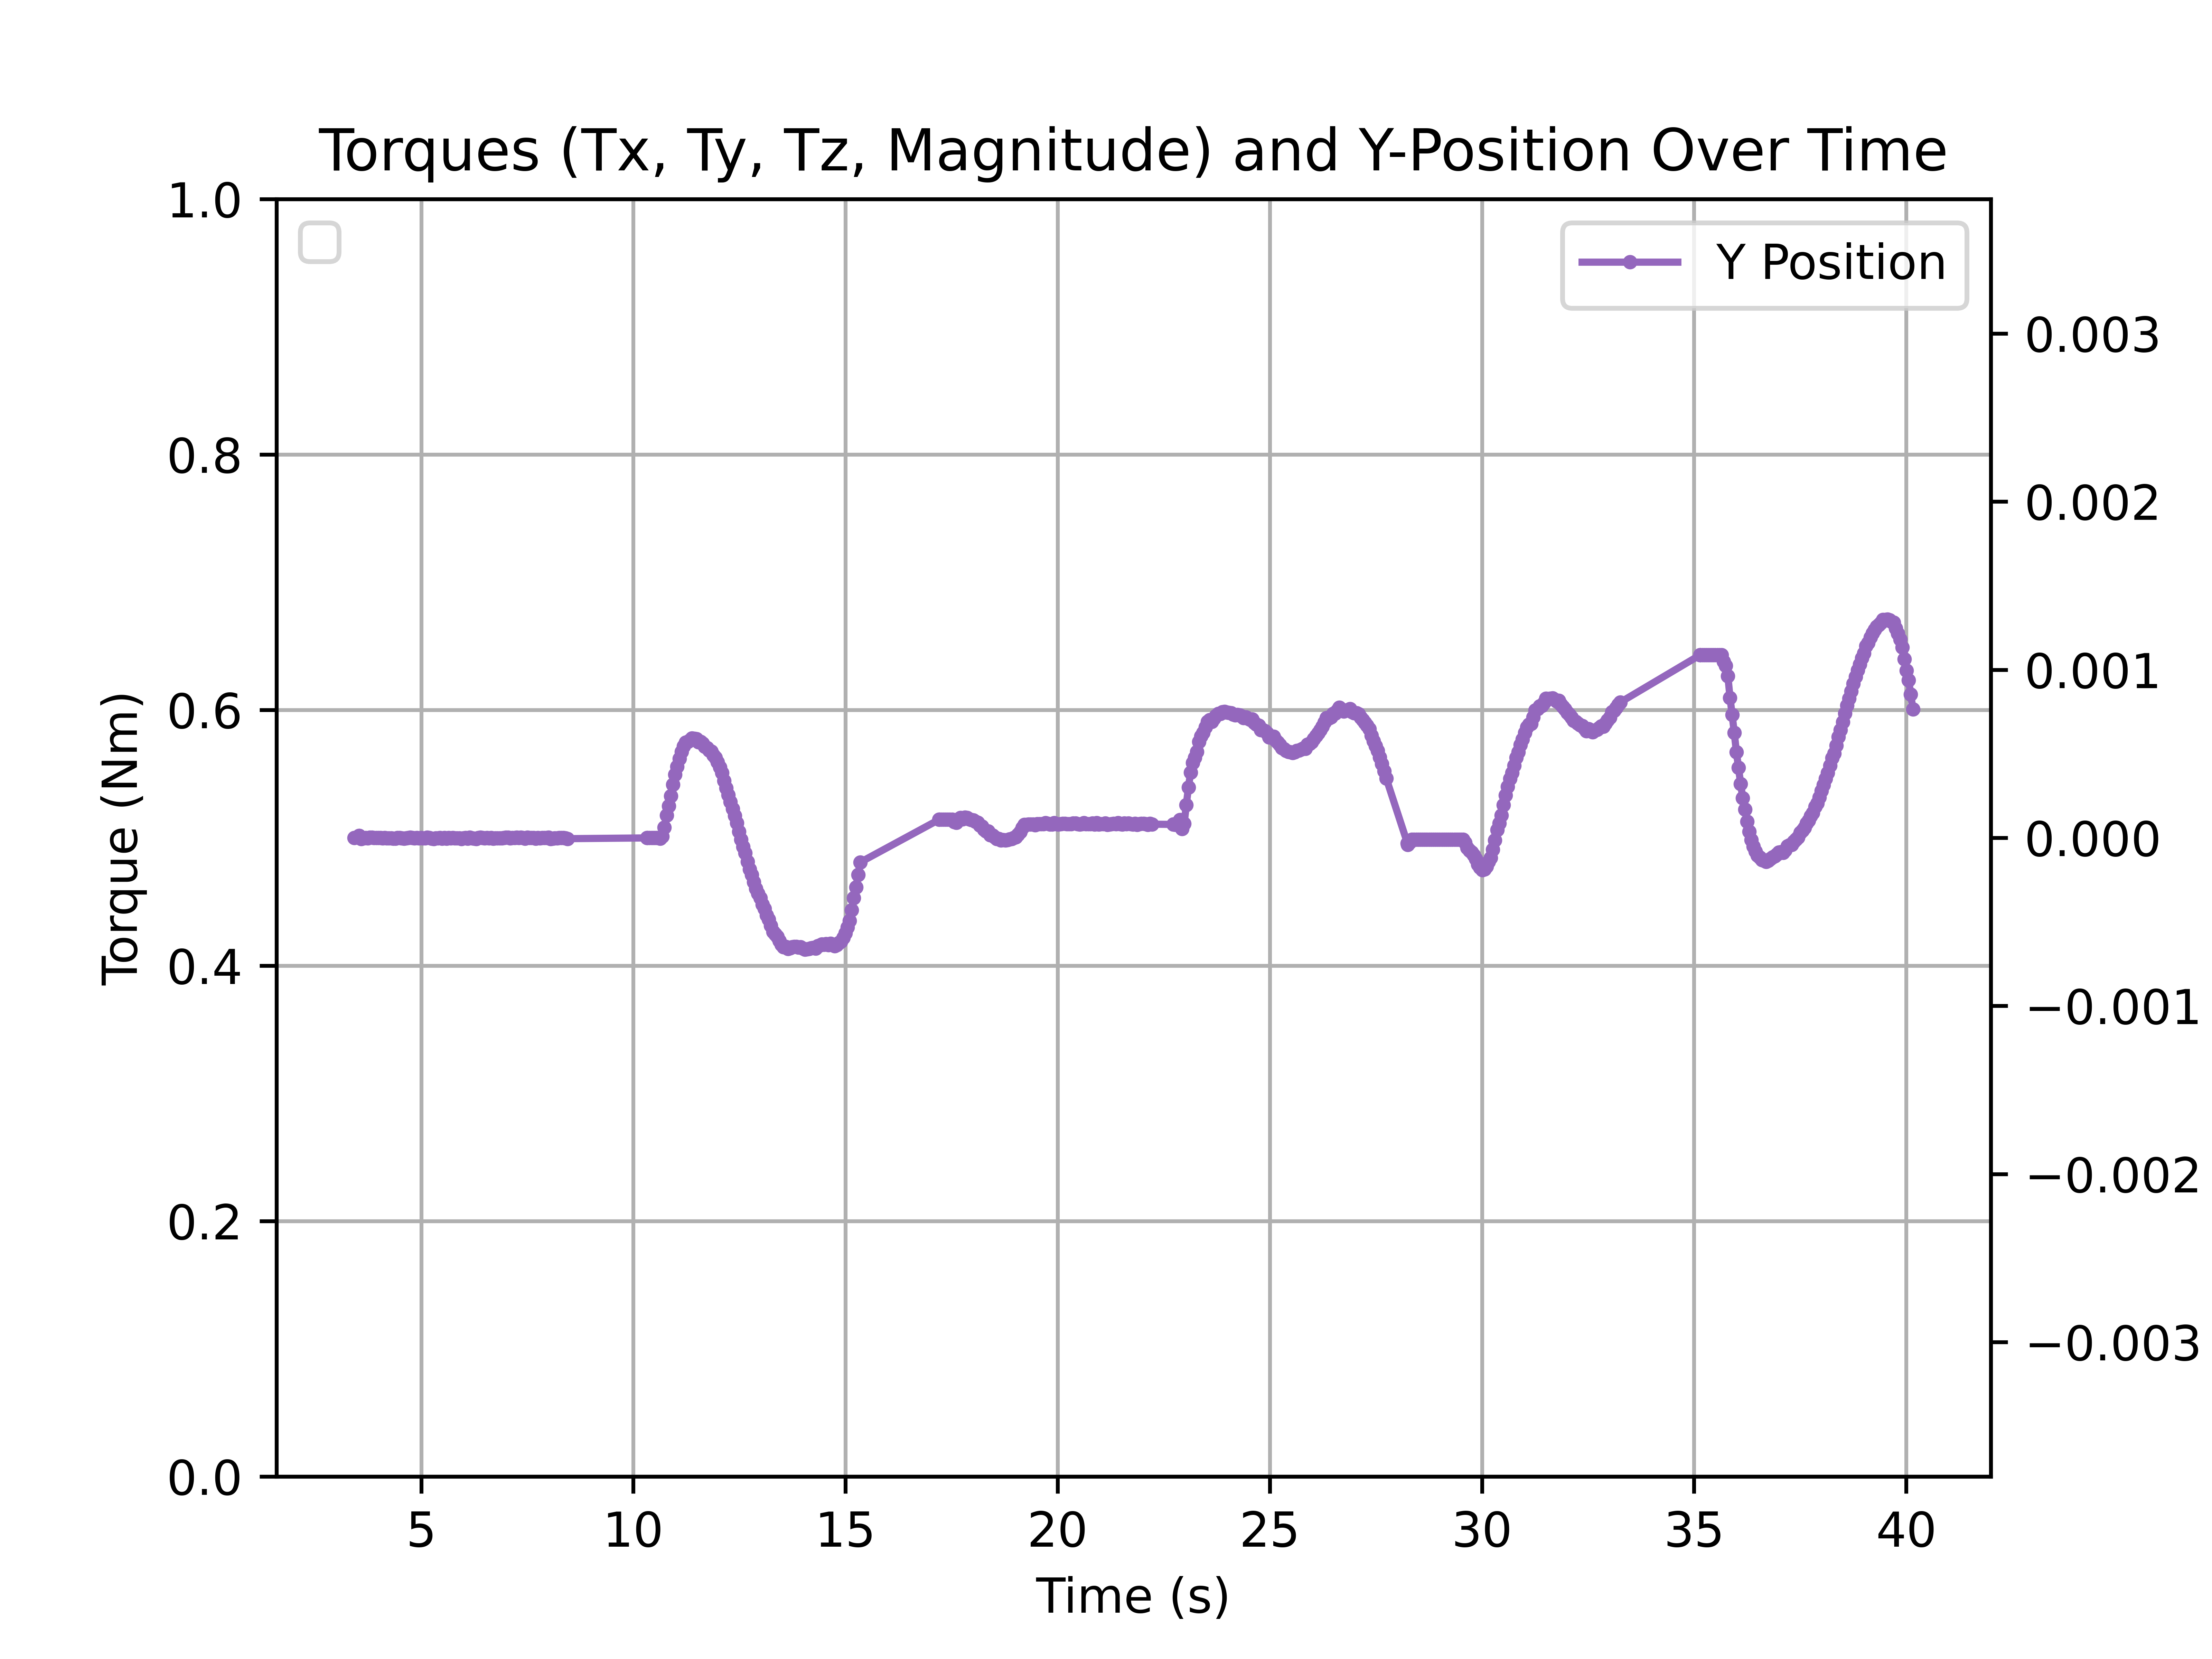 Torques (Tx, Ty, Tz, Magnitude) and Y-Position Over Time
Y Position
1.0
0.8
0.6
0.4
0.2
0.0
Torque (Nm)
0.003
0.002
0.001
0.000
−0.001
−0.002
−0.003
5 10 15 20 25 30 35 40
Time (s)